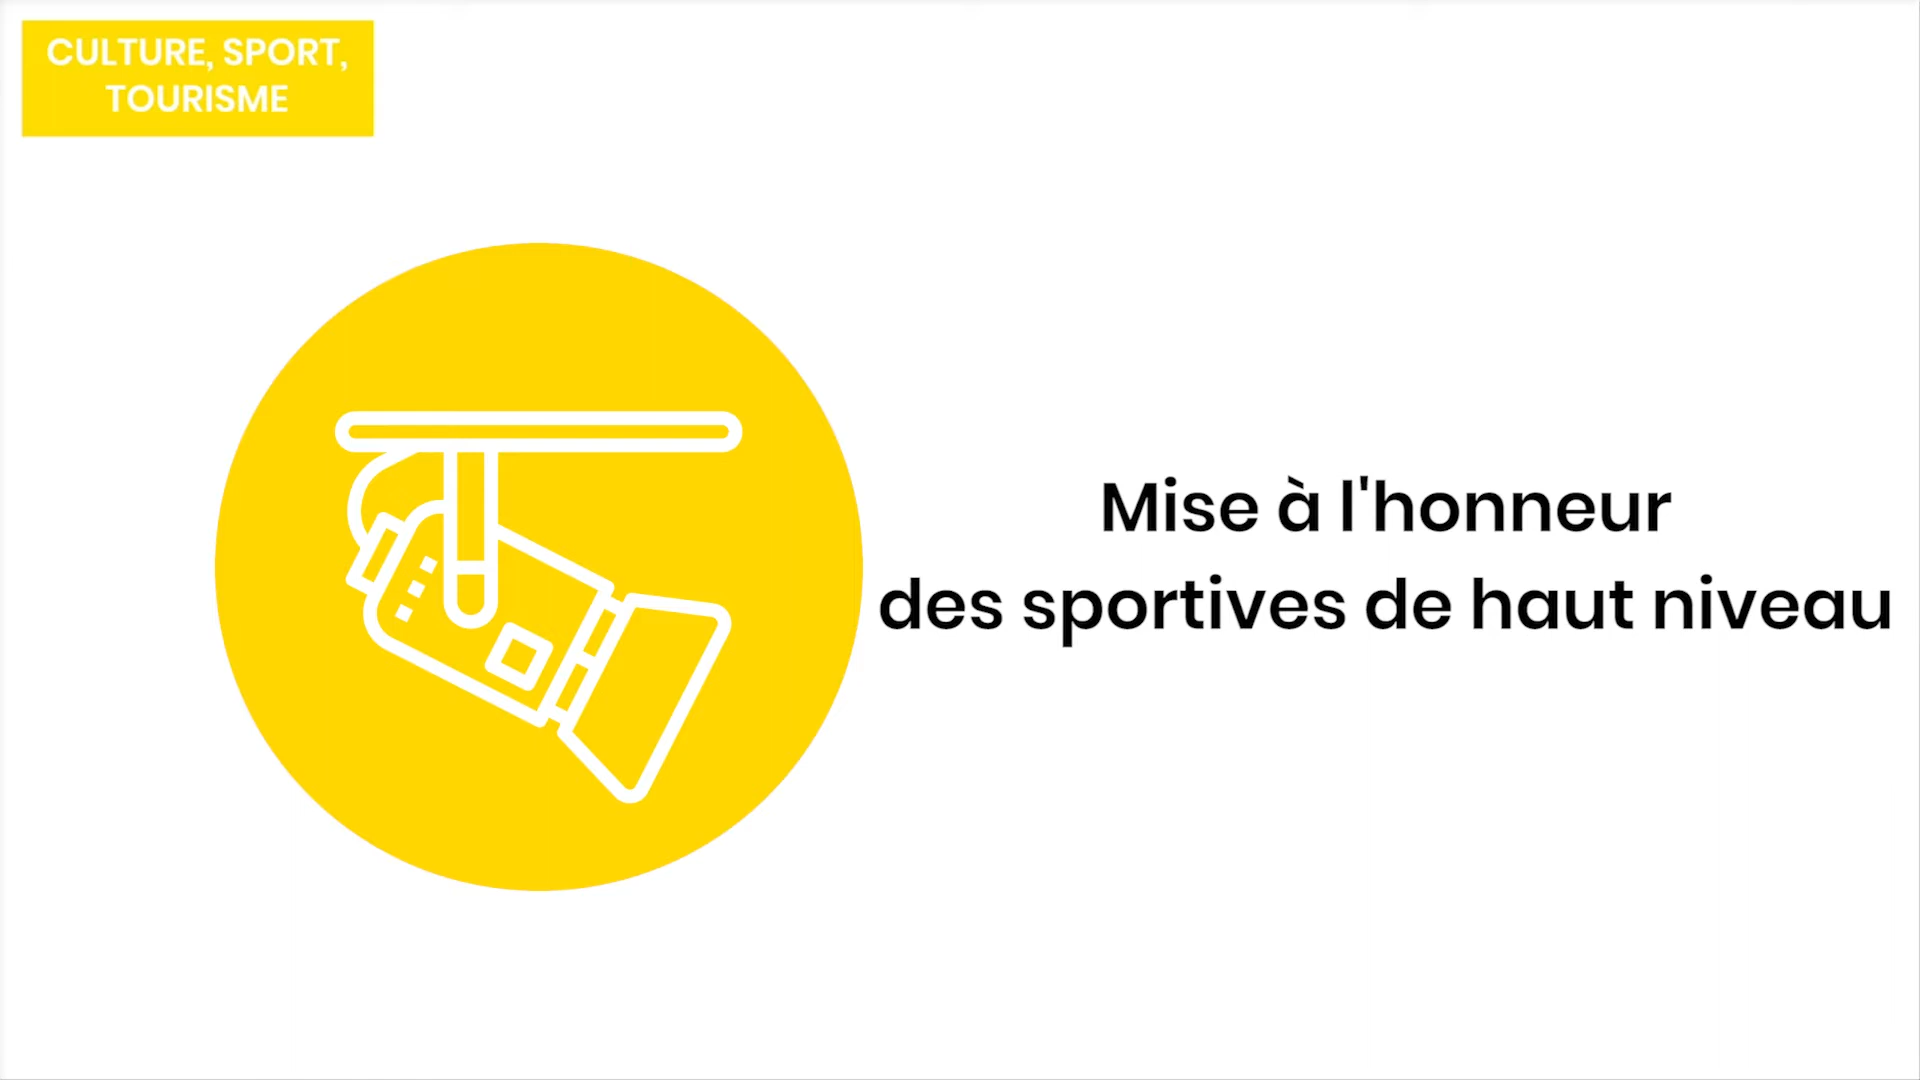 CULTURE, SPORT,
TOURISME
Mise à l'honneur
des sportives de haut niveau